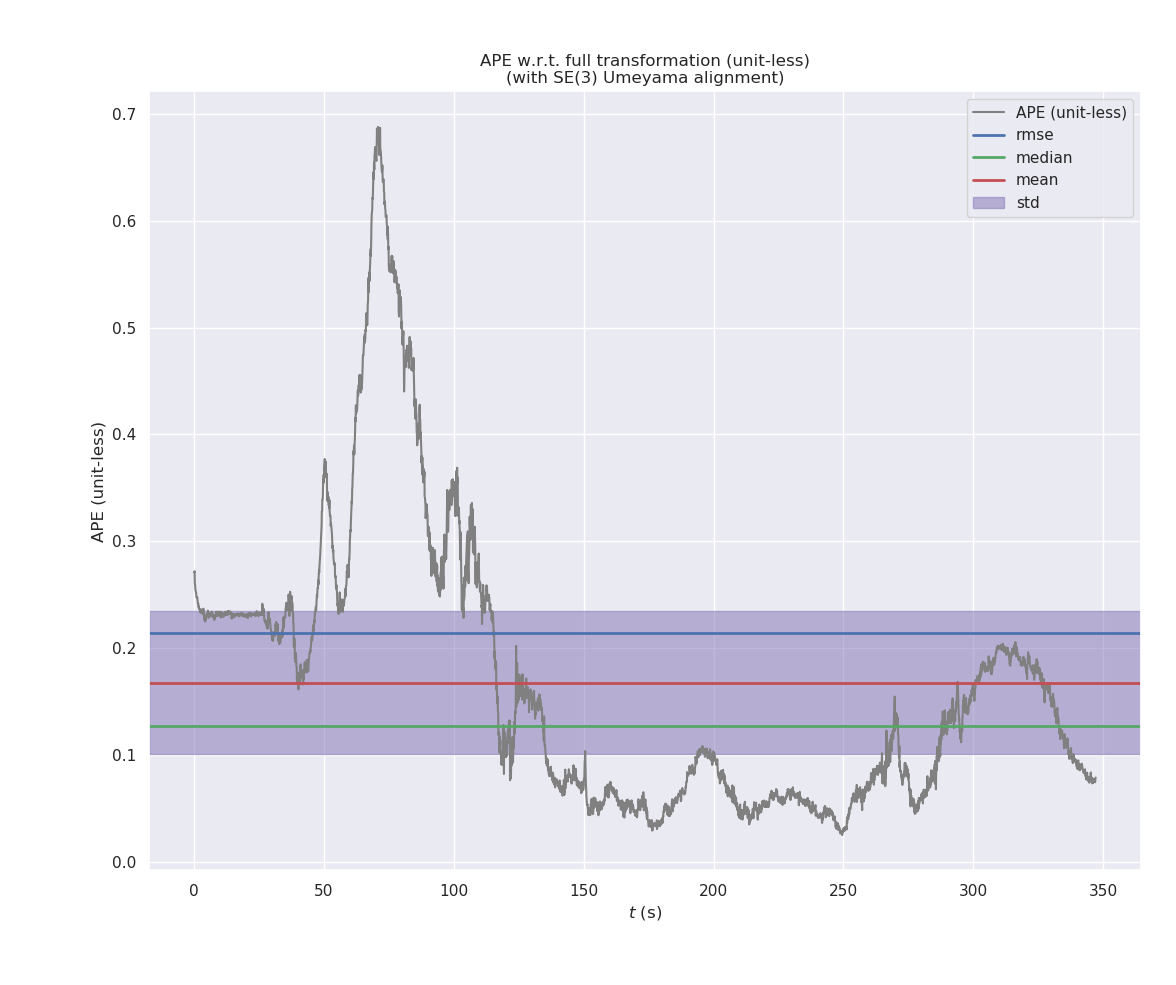 APE w.r.t. full transformation (unit-less)
(with SE(3) Umeyama alignment)
APE (unit-less)
rmse
median
mean
std
APE (unit-less)
0.7
0.6
0.5
0.4
0.3
0.2
0.1
0.0
0 50 100 150 200 250 300 350
t (s)